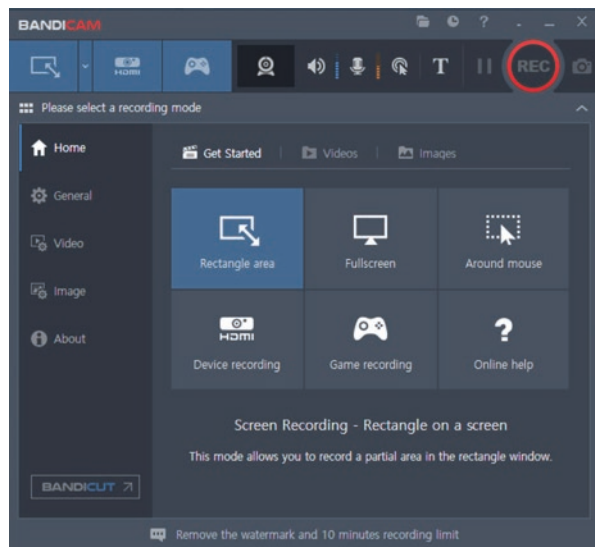 BANDICAM
?
HDMI
T
REC
Please select a recording mode
Home
Get Started
Videos
Images
General
Video
Image
About
Rectangle area
Fullscreen
Around mouse
HDMI
?
Device recording
Game recording
Online help
Screen Recording - Rectangle on a screen
This mode allows you to record a partial area in the rectangle window.
BANDICUT
Remove the watermark and 10 minutes recording limit